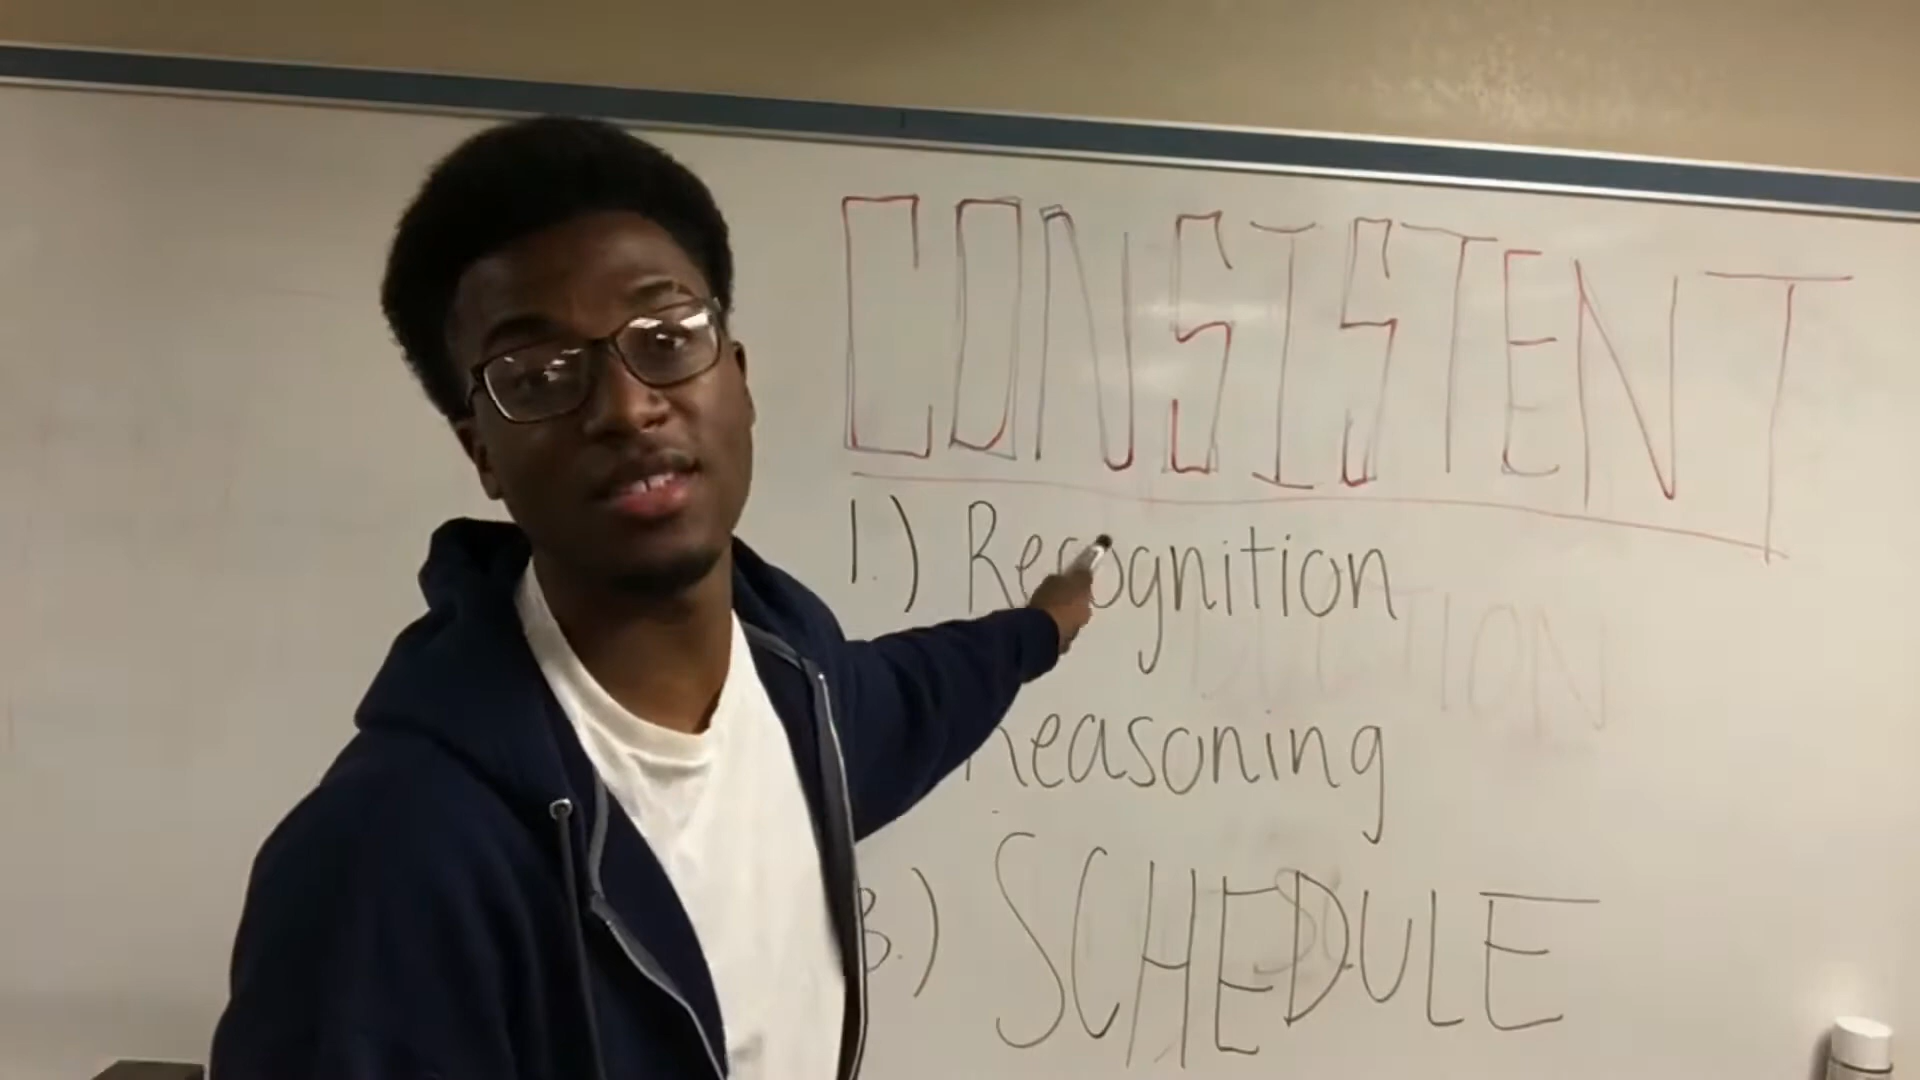 CONSISTENT
1.) Recognition
Reasoning
3.) SCHEDULE